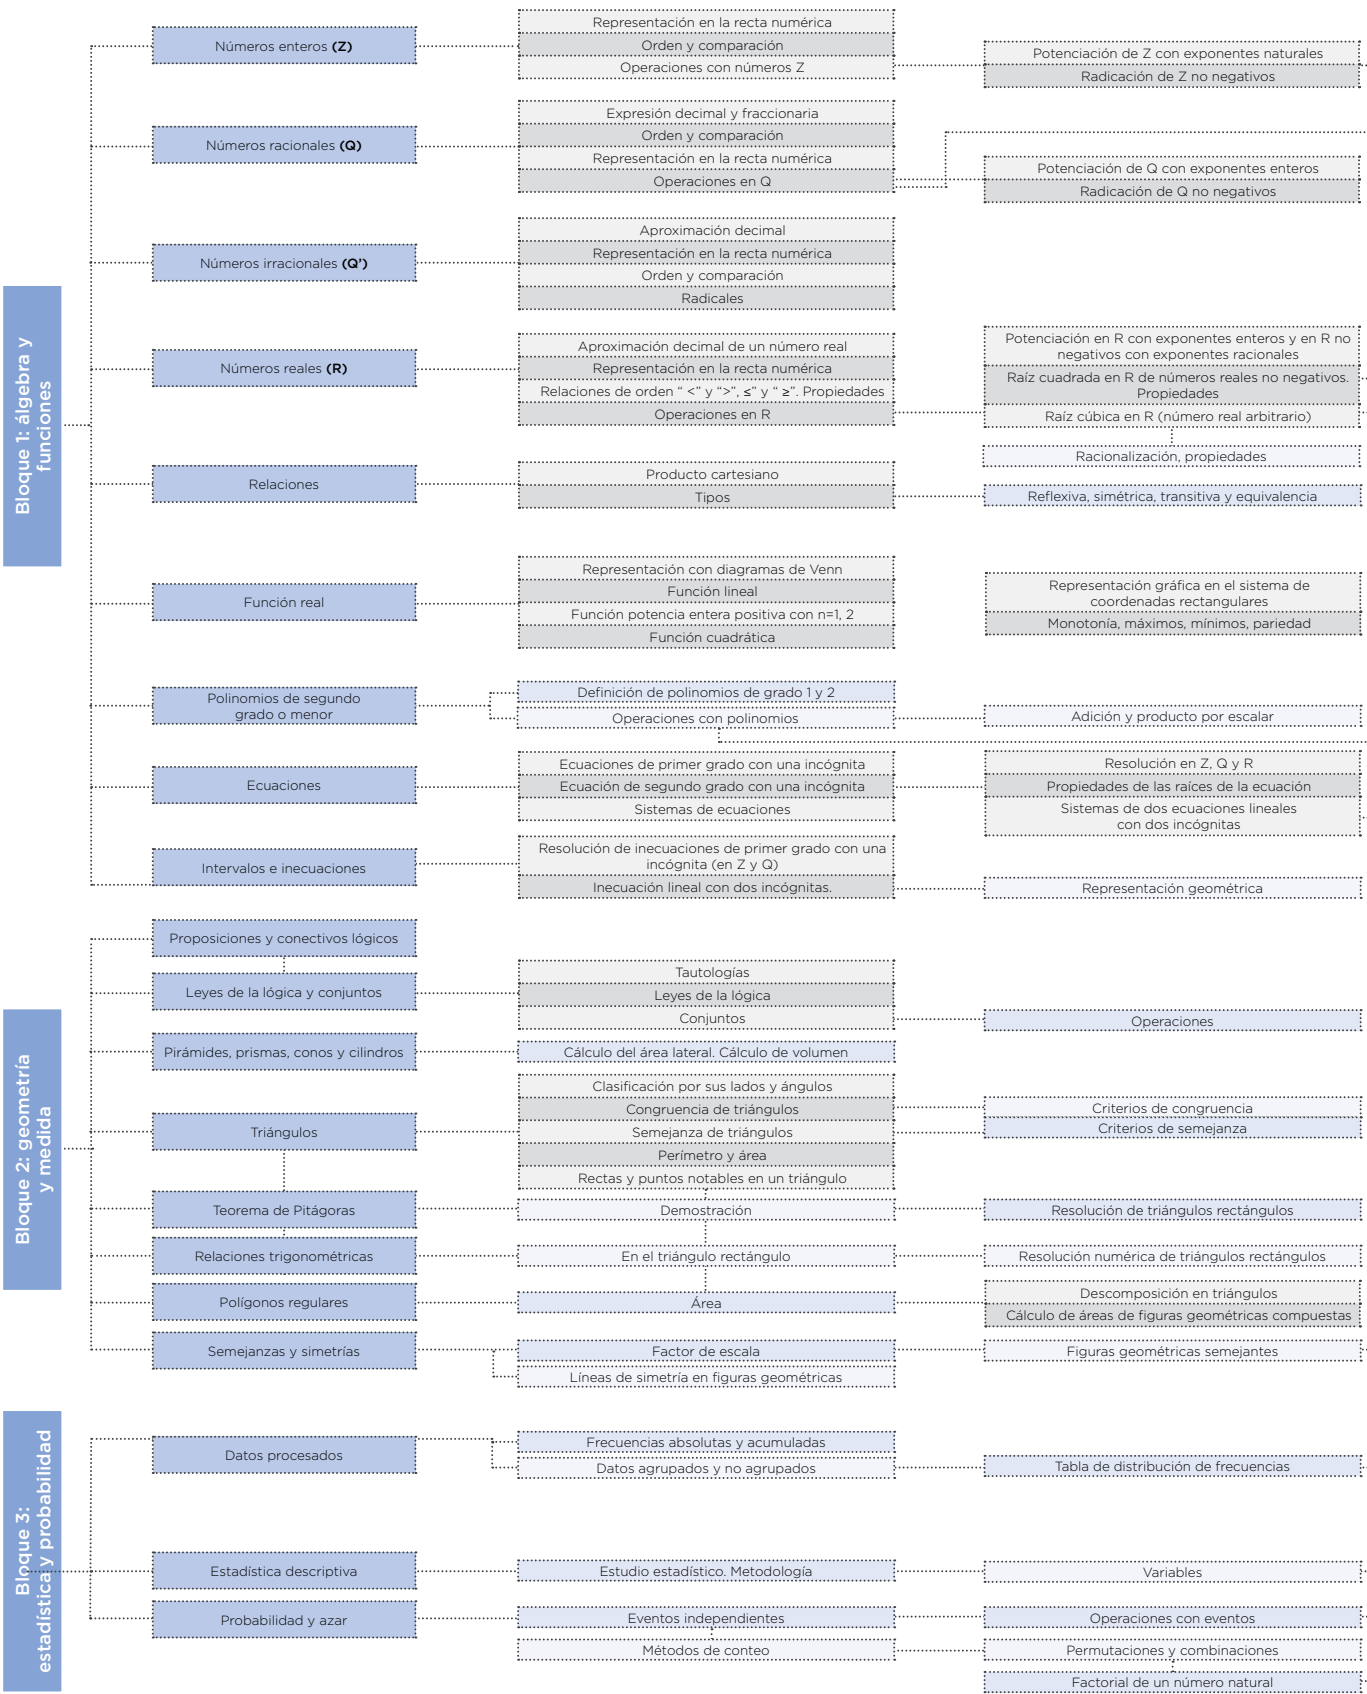 Bloque 1: álgebra y
funciones
Números enteros (Z)
Representación en la recta numérica
Orden y comparación
Operaciones con números Z
Potenciación de Z con exponentes naturales
Radicación de Z no negativos
Números racionales (Q)
Expresión decimal y fraccionaria
Orden y comparación
Representación en la recta numérica
Operaciones en Q
Potenciación de Q con exponentes enteros
Radicación de Q no negativos
Números irracionales (Q’)
Aproximación decimal
Representación en la recta numérica
Orden y comparación
Radicales
Números reales (R)
Aproximación decimal de un número real
Representación en la recta numérica
Relaciones de orden “ <” y “>”, ≤” y “ ≥”. Propiedades
Operaciones en R
Potenciación en R con exponentes enteros y en R no
negativos con exponentes racionales
Raíz cuadrada en R de números reales no negativos.
Propiedades
Raíz cúbica en R (número real arbitrario)
Racionalización, propiedades
Relaciones
Producto cartesiano
Tipos
Reflexiva, simétrica, transitiva y equivalencia
Función real
Representación con diagramas de Venn
Función lineal
Función potencia entera positiva con n=1, 2
Función cuadrática
Representación gráfica en el sistema de
coordenadas rectangulares
Monotonía, máximos, mínimos, pariedad
Polinomios de segundo
grado o menor
Definición de polinomios de grado 1 y 2
Operaciones con polinomios
Adición y producto por escalar
Ecuaciones
Ecuaciones de primer grado con una incógnita
Ecuación de segundo grado con una incógnita
Sistemas de ecuaciones
Resolución en Z, Q y R
Propiedades de las raíces de la ecuación
Sistemas de dos ecuaciones lineales
con dos incógnitas
Intervalos e inecuaciones
Resolución de inecuaciones de primer grado con una
incógnita (en Z y Q)
Inecuación lineal con dos incógnitas.
Representación geométrica
Bloque 2: geometría
y medida
Proposiciones y conectivos lógicos
Leyes de la lógica y conjuntos
Tautologías
Leyes de la lógica
Conjuntos
Operaciones
Pirámides, prismas, conos y cilindros
Cálculo del área lateral. Cálculo de volumen
Triángulos
Clasificación por sus lados y ángulos
Congruencia de triángulos
Semejanza de triángulos
Perímetro y área
Rectas y puntos notables en un triángulo
Criterios de congruencia
Criterios de semejanza
Teorema de Pitágoras
Demostración
Resolución de triángulos rectángulos
Relaciones trigonométricas
En el triángulo rectángulo
Resolución numérica de triángulos rectángulos
Polígonos regulares
Área
Descomposición en triángulos
Cálculo de áreas de figuras geométricas compuestas
Semejanzas y simetrías
Factor de escala
Líneas de simetría en figuras geométricas
Figuras geométricas semejantes
Bloque 3:
estadística y probabilidad
Datos procesados
Frecuencias absolutas y acumuladas
Datos agrupados y no agrupados
Tabla de distribución de frecuencias
Estadística descriptiva
Estudio estadístico. Metodología
Variables
Probabilidad y azar
Eventos independientes
Métodos de conteo
Operaciones con eventos
Permutaciones y combinaciones
Factorial de un número natural